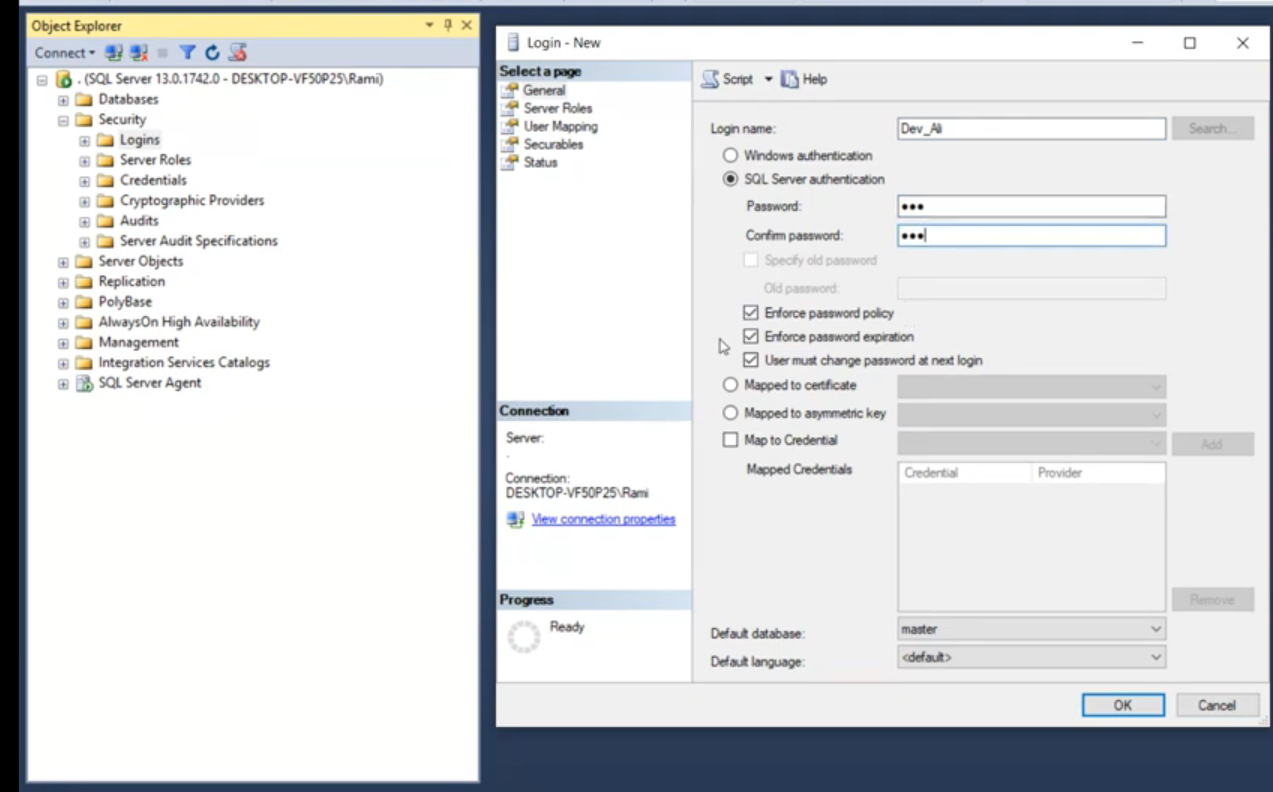 Object Explorer
Connect
. (SQL Server 13.0.1742.0 - DESKTOP-VF50P25\Rami)
Databases
Security
Logins
Server Roles
Credentials
Cryptographic Providers
Audits
Server Audit Specifications
Server Objects
Replication
PolyBase
AlwaysOn High Availability
Management
Integration Services Catalogs
SQL Server Agent
Login - New
Select a page
General
Server Roles
User Mapping
Securables
Status
Connection
Server:
.
Connection:
DESKTOP-VF50P25\Rami
View connection properties
Progress
Ready
Script Help
Login name: Dev_Ali Search...
Windows authentication
SQL Server authentication
Password: •••
Confirm password: •••
Specify old password
Old password:
Enforce password policy
Enforce password expiration
User must change password at next login
Mapped to certificate
Mapped to asymmetric key
Map to Credential Add
Mapped Credentials Credential Provider
Remove
Default database: master
Default language: <default>
OK Cancel